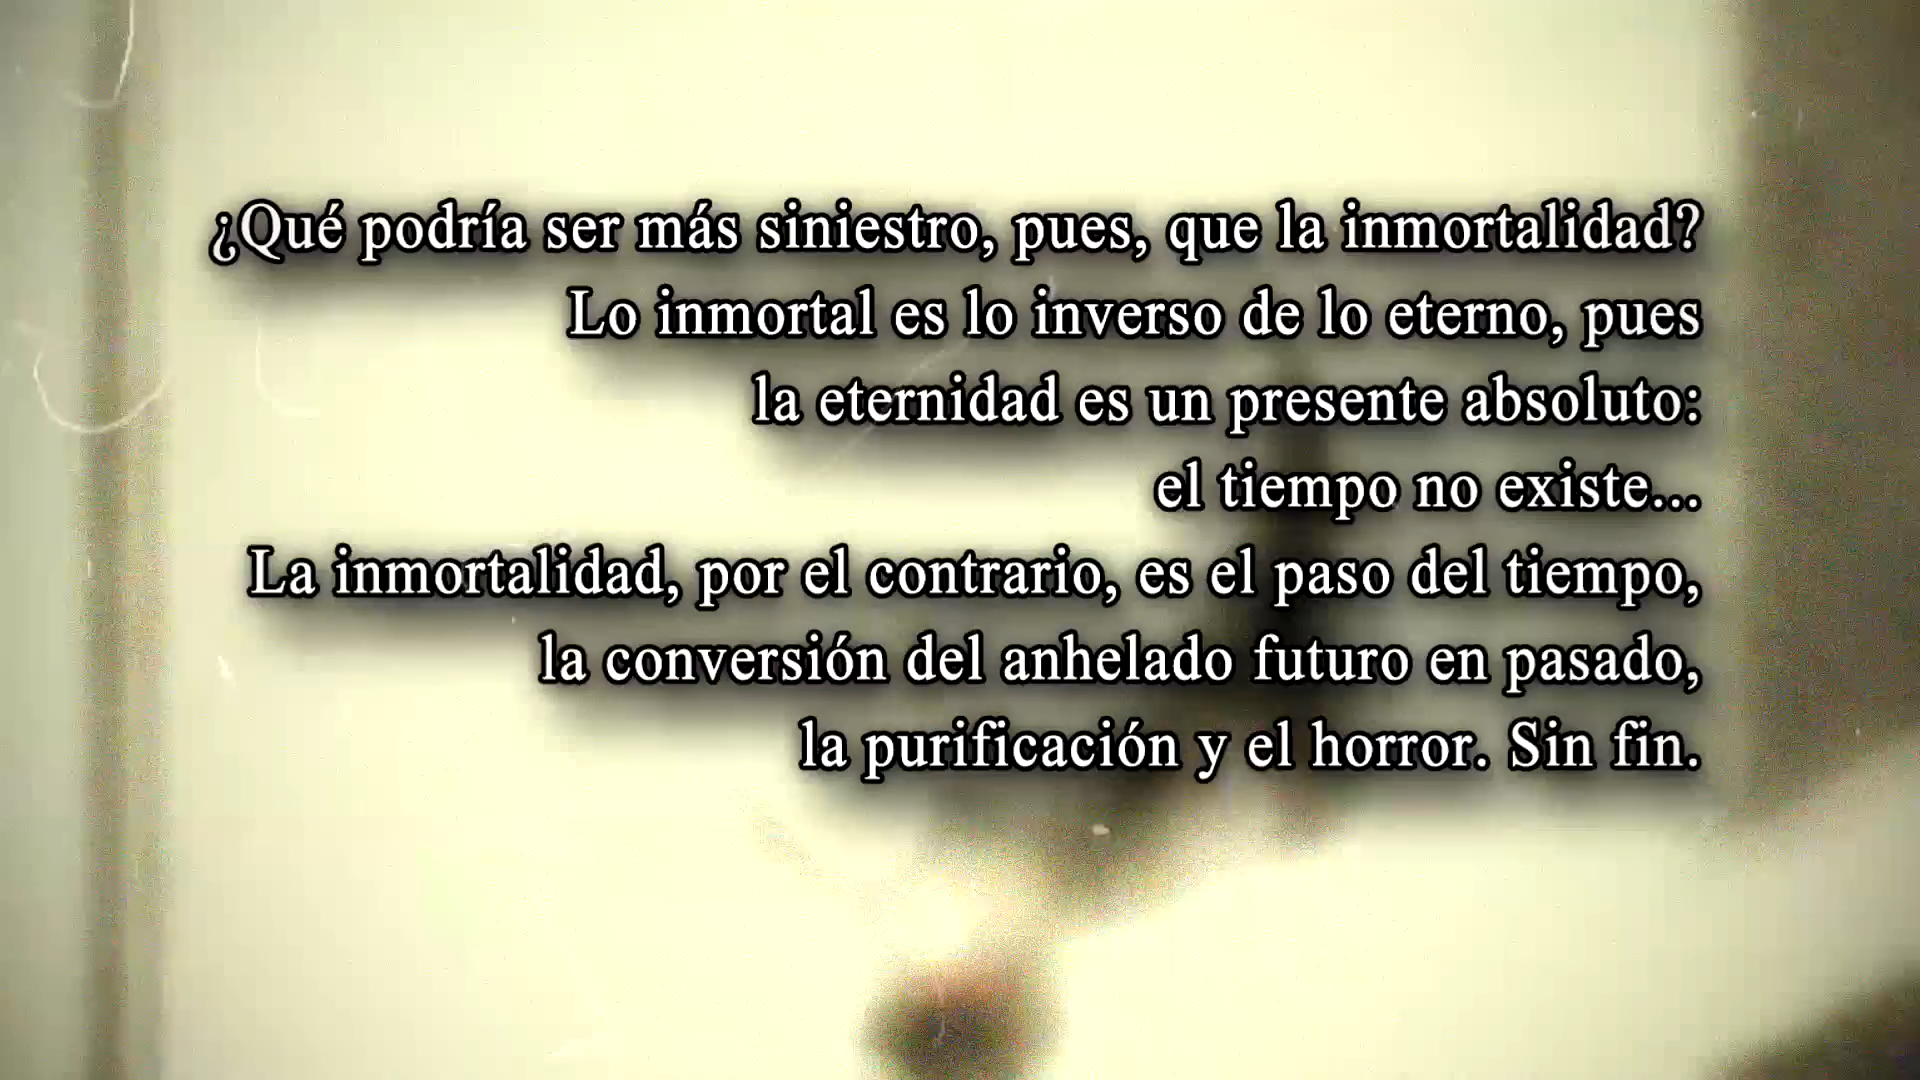 ¿Qué podría ser más siniestro, pues, que la inmortalidad?
Lo inmortal es lo inverso de lo eterno, pues
la eternidad es un presente absoluto:
el tiempo no existe...
La inmortalidad, por el contrario, es el paso del tiempo,
la conversión del anhelado futuro en pasado,
la purificación y el horror. Sin fin.